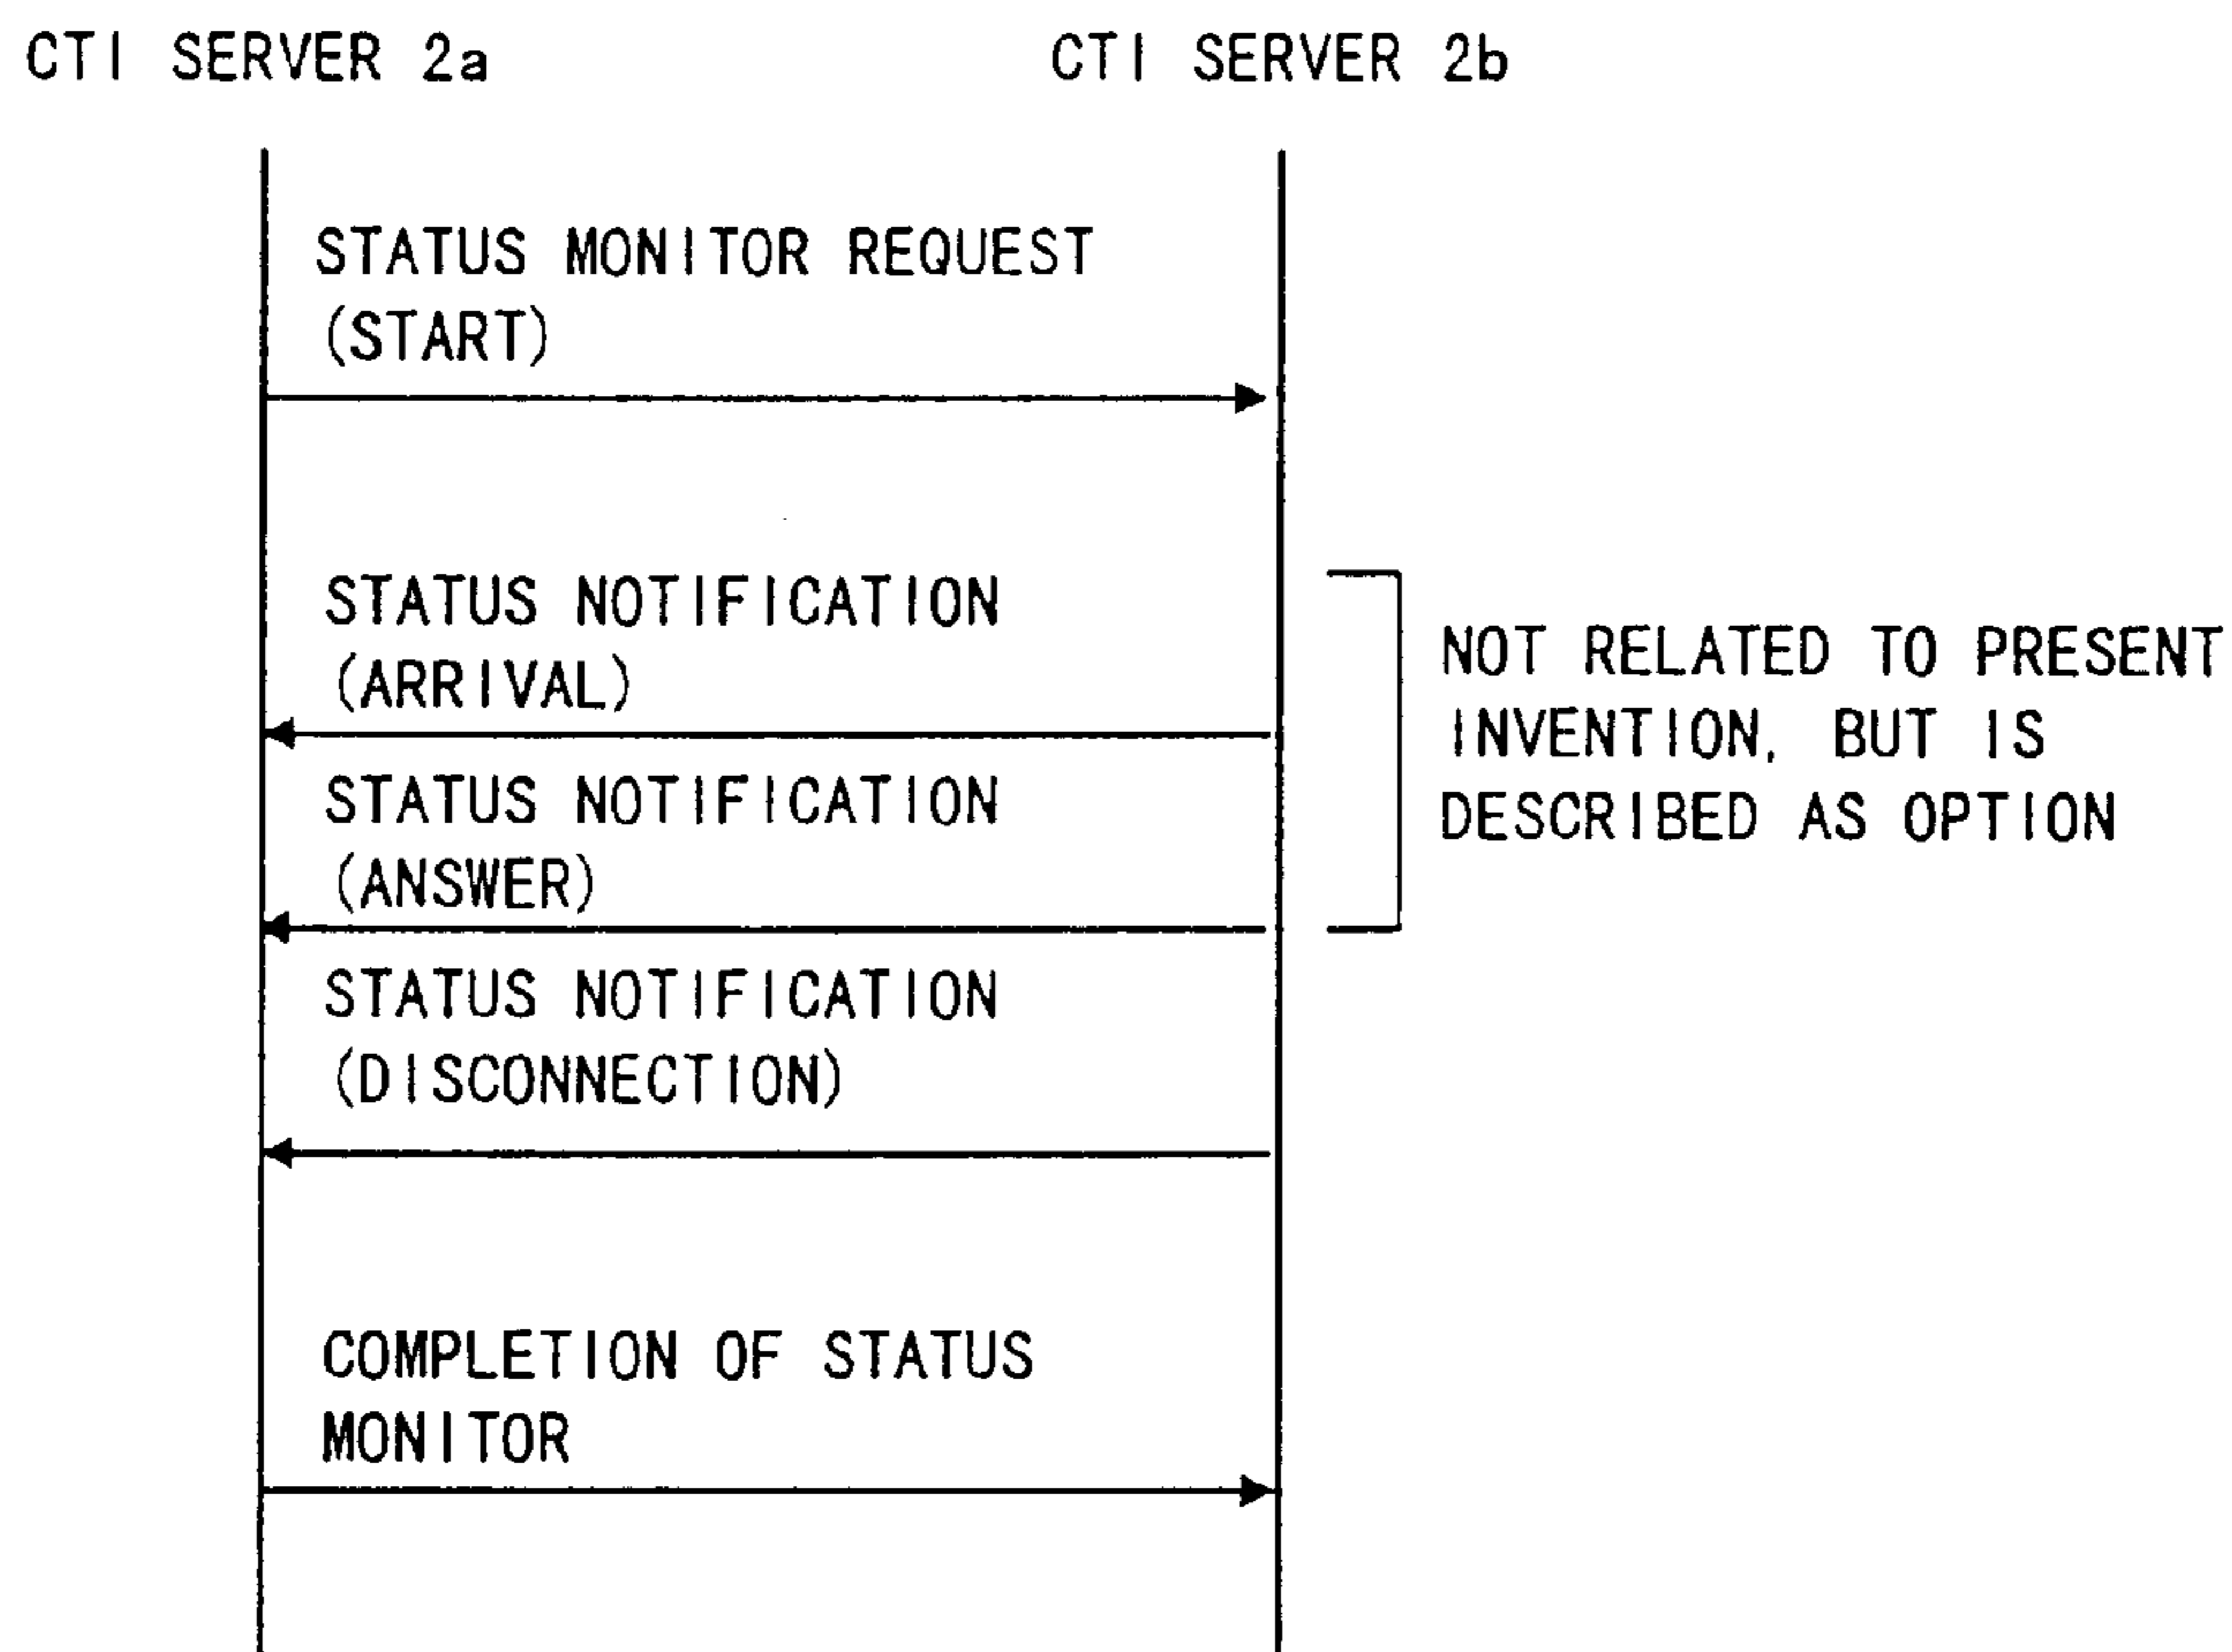 CTI SERVER 2a
CTI SERVER 2b
STATUS MONITOR REQUEST
(START)
STATUS NOTIFICATION
(ARRIVAL)
STATUS NOTIFICATION
(ANSWER)
NOT RELATED TO PRESENT
INVENTION, BUT IS
DESCRIBED AS OPTION
STATUS NOTIFICATION
(DISCONNECTION)
COMPLETION OF STATUS
MONITOR